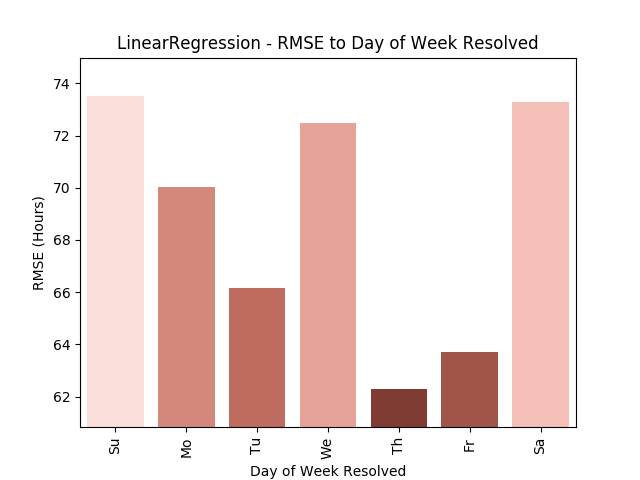 LinearRegression - RMSE to Day of Week Resolved
74
72
70
68
66
64
62
RMSE (Hours)
Su
Mo
Tu
We
Th
Fr
Sa
Day of Week Resolved